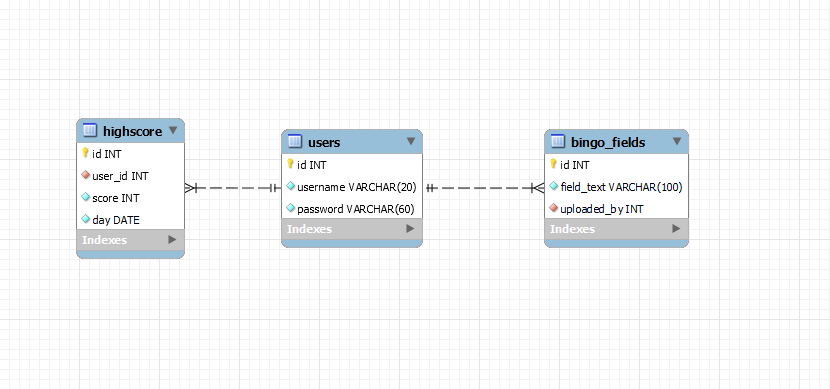 highscore
id INT
user_id INT
score INT
day DATE
Indexes
users
id INT
username VARCHAR(20)
password VARCHAR(60)
Indexes
bingo_fields
id INT
field_text VARCHAR(100)
uploaded_by INT
Indexes